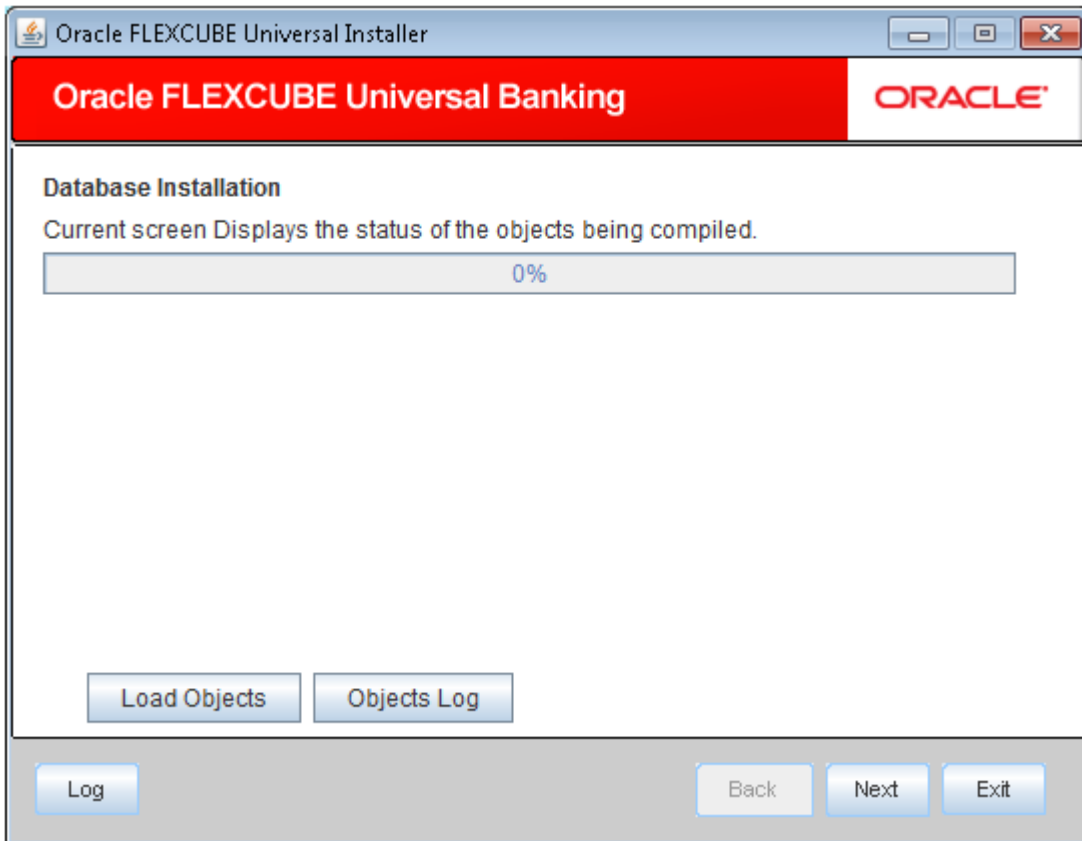 Oracle FLEXCUBE Universal Installer
Oracle FLEXCUBE Universal Banking
ORACLE®
Database Installation
Current screen Displays the status of the objects being compiled.
0%
Load Objects
Objects Log
Log
Back
Next
Exit